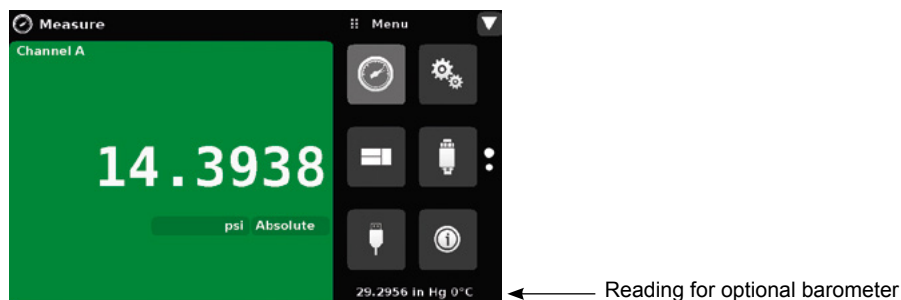 Measure
Menu
Channel A
14.3938
psi Absolute
29.2956 in Hg 0°C
Reading for optional barometer